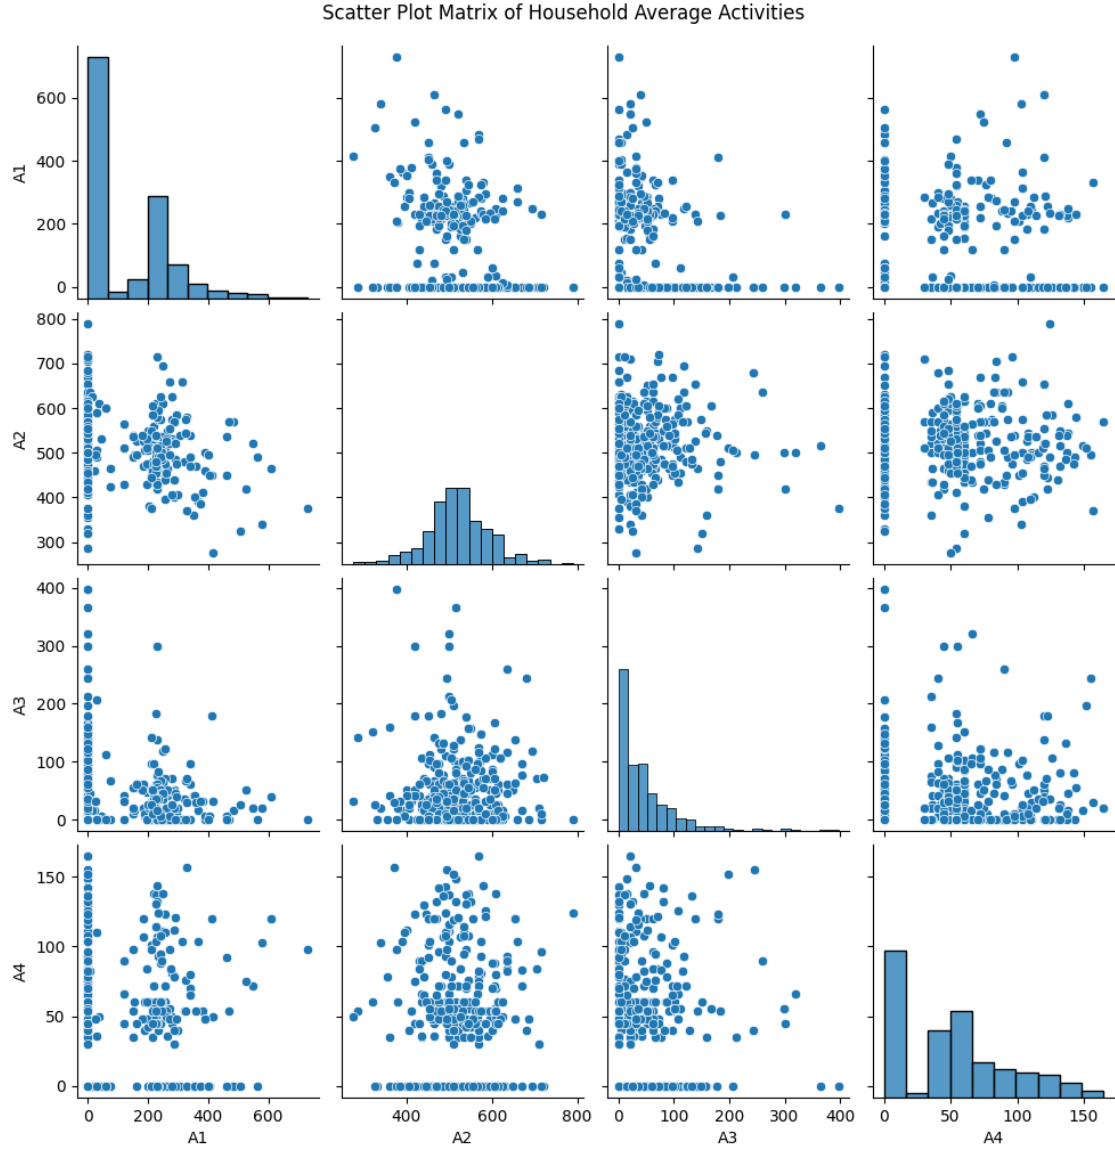 Scatter Plot Matrix of Household Average Activities
A1
600
400
200
0
A2
800
700
600
500
400
300
A3
400
300
200
100
0
A4
150
100
50
0
0 200 400 600
400 600 800
0 100 200 300 400
0 50 100 150
A1 A2 A3 A4